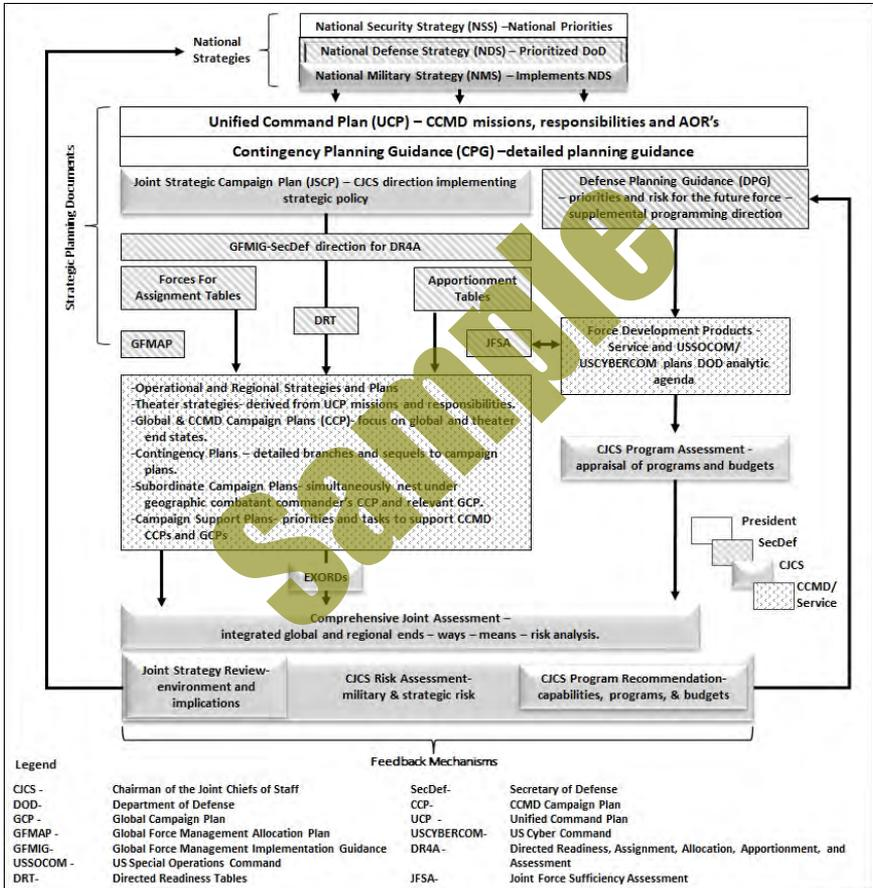 National Strategies
National Security Strategy (NSS) –National Priorities
National Defense Strategy (NDS) – Prioritized DoD
National Military Strategy (NMS) – Implements NDS
Strategic Planning Documents
Unified Command Plan (UCP) – CCMD missions, responsibilities and AOR's
Contingency Planning Guidance (CPG) –detailed planning guidance
Joint Strategic Campaign Plan (JSCP) – CJCS direction implementing
strategic policy
Defense Planning Guidance (DPG)
– priorities and risk for the future force –
supplemental programming direction
GFMIG-SecDef direction for DR4A
Forces For
Assignment Tables
Apportionment
Tables
DRT
GFMAP
JFSA
Force Development Products -
Service and USSOCOM/
USCYBERCOM plans DOD analytic
agenda
-Operational and Regional Strategies and Plans
-Theater strategies- derived from UCP missions and responsibilities.
-Global & CCMD Campaign Plans (CCP)- focus on global and theater
end states.
-Contingency Plans – detailed branches and sequels to campaign
plans.
-Subordinate Campaign Plans- simultaneously nest under
geographic combatant commander's CCP and relevant GCP.
-Campaign Support Plans- priorities and tasks to support CCMD
CCPs and GCPs
CJCS Program Assessment -
appraisal of programs and budgets
President
SecDef
CJCS
CCMD/
Service
EXORDs
Comprehensive Joint Assessment –
integrated global and regional ends – ways – means – risk analysis.
Joint Strategy Review-
environment and
implications
CJCS Risk Assessment-
military & strategic risk
CJCS Program Recommendation-
capabilities, programs, & budgets
Feedback Mechanisms
Sample
Legend
CJCS - Chairman of the Joint Chiefs of Staff SecDef- Secretary of Defense
DOD- Department of Defense CCP- CCMD Campaign Plan
GCP - Global Campaign Plan UCP - Unified Command Plan
GFMAP - Global Force Management Allocation Plan USCYBERCOM- US Cyber Command
GFMIG- Global Force Management Implementation Guidance DR4A- Directed Readiness, Assignment, Allocation, Apportionment, and
USSOCOM - US Special Operations Command Assessment
DRT- Directed Readiness Tables JFSA- Joint Force Sufficiency Assessment